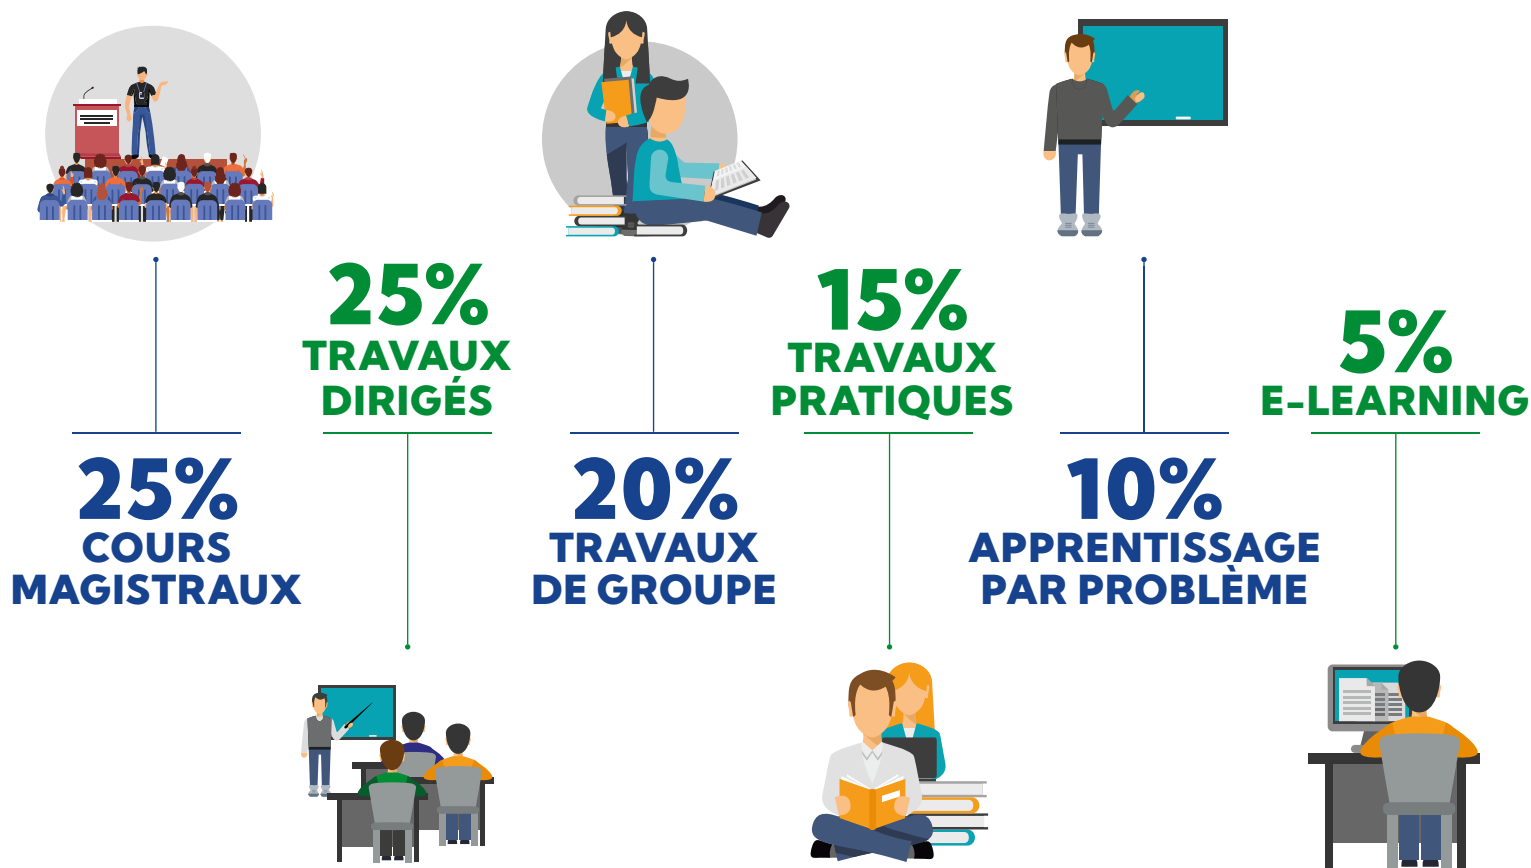 25%
COURS
MAGISTRAUX
25%
TRAVAUX
DIRIGÉS
20%
TRAVAUX
DE GROUPE
15%
TRAVAUX
PRATIQUES
10%
APPRENTISSAGE
PAR PROBLÈME
5%
E-LEARNING